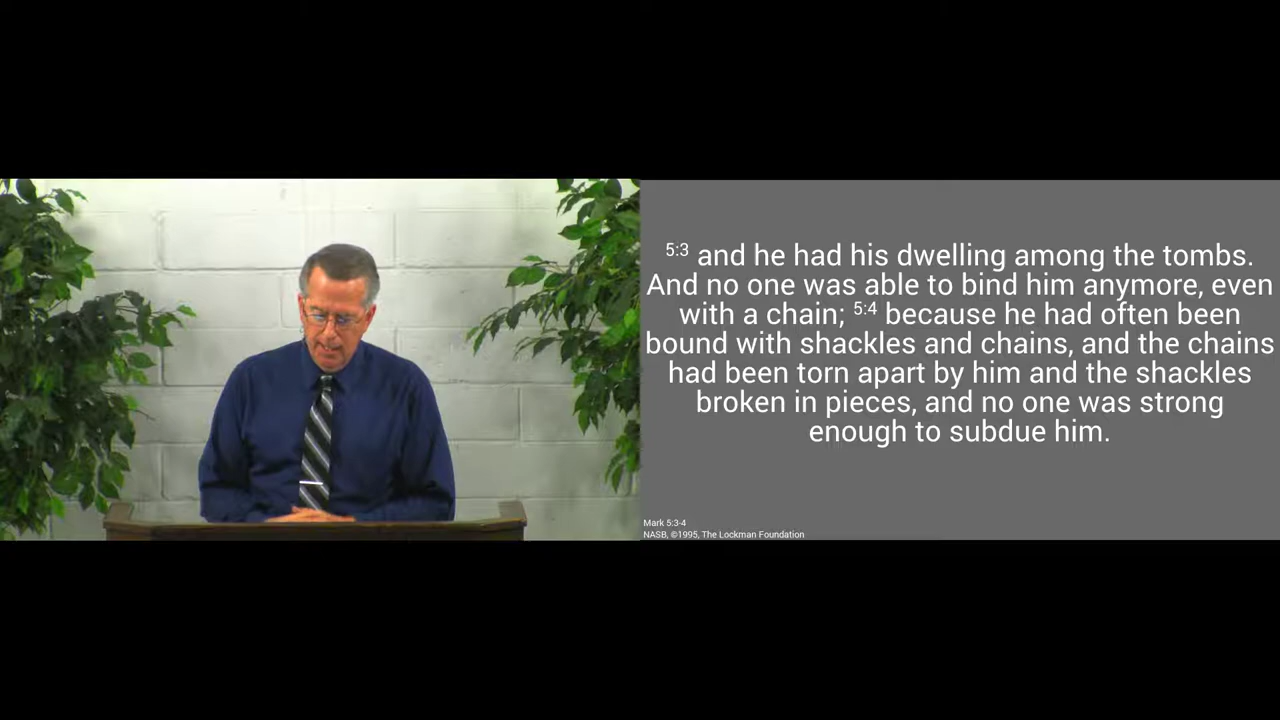 5:3 and he had his dwelling among the tombs.
And no one was able to bind him anymore, even
with a chain; 5:4 because he had often been
bound with shackles and chains, and the chains
had been torn apart by him and the shackles
broken in pieces, and no one was strong
enough to subdue him.
Mark 5:3-4
NASB, ©1995, The Lockman Foundation